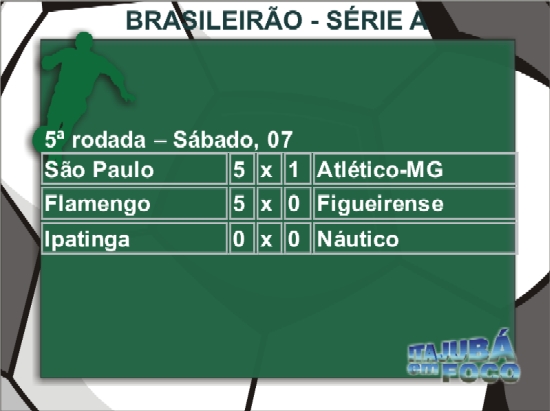 BRASILEIRÃO - SÉRIE A
5ª rodada – Sábado, 07
São Paulo 5 x 1 Atlético-MG
Flamengo 5 x 0 Figueirense
Ipatinga 0 x 0 Náutico
ITAJUBÁ
em FOCO